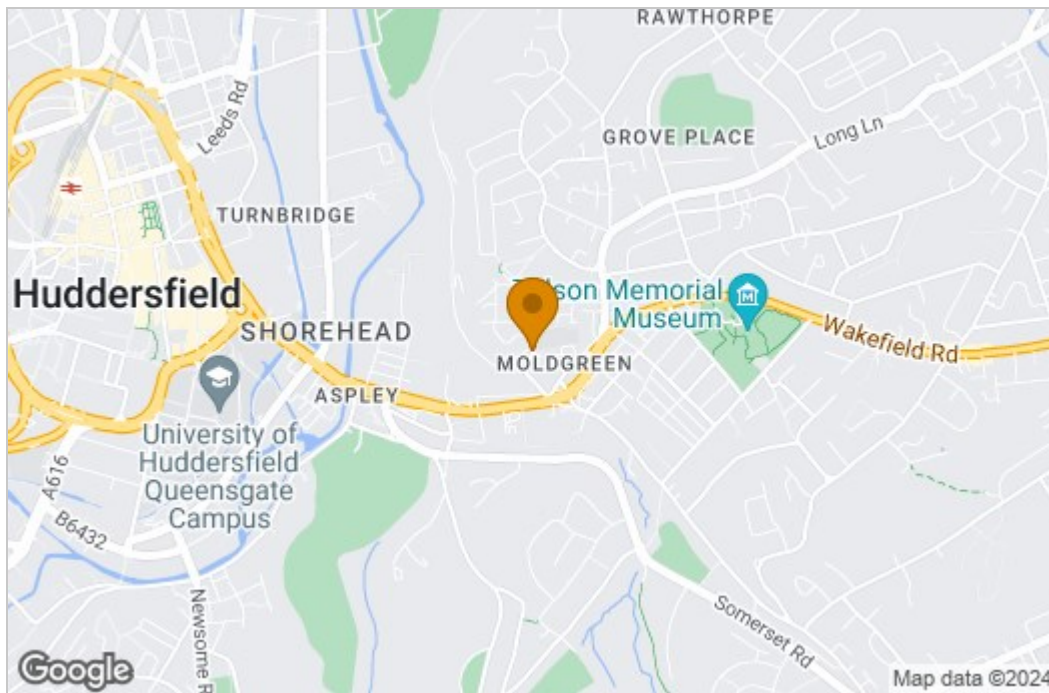 RAWTHORPE
Leeds Rd
GROVE PLACE
Long Ln
TURNBRIDGE
Huddersfield
SHOREHEAD
Memorial
Museum
Wakefield Rd
MOLDGREEN
ASPLEY
University of
Huddersfield
Queensgate
Campus
A616
B6432
Newsome
Somerset Rd
Google
Map data ©2024